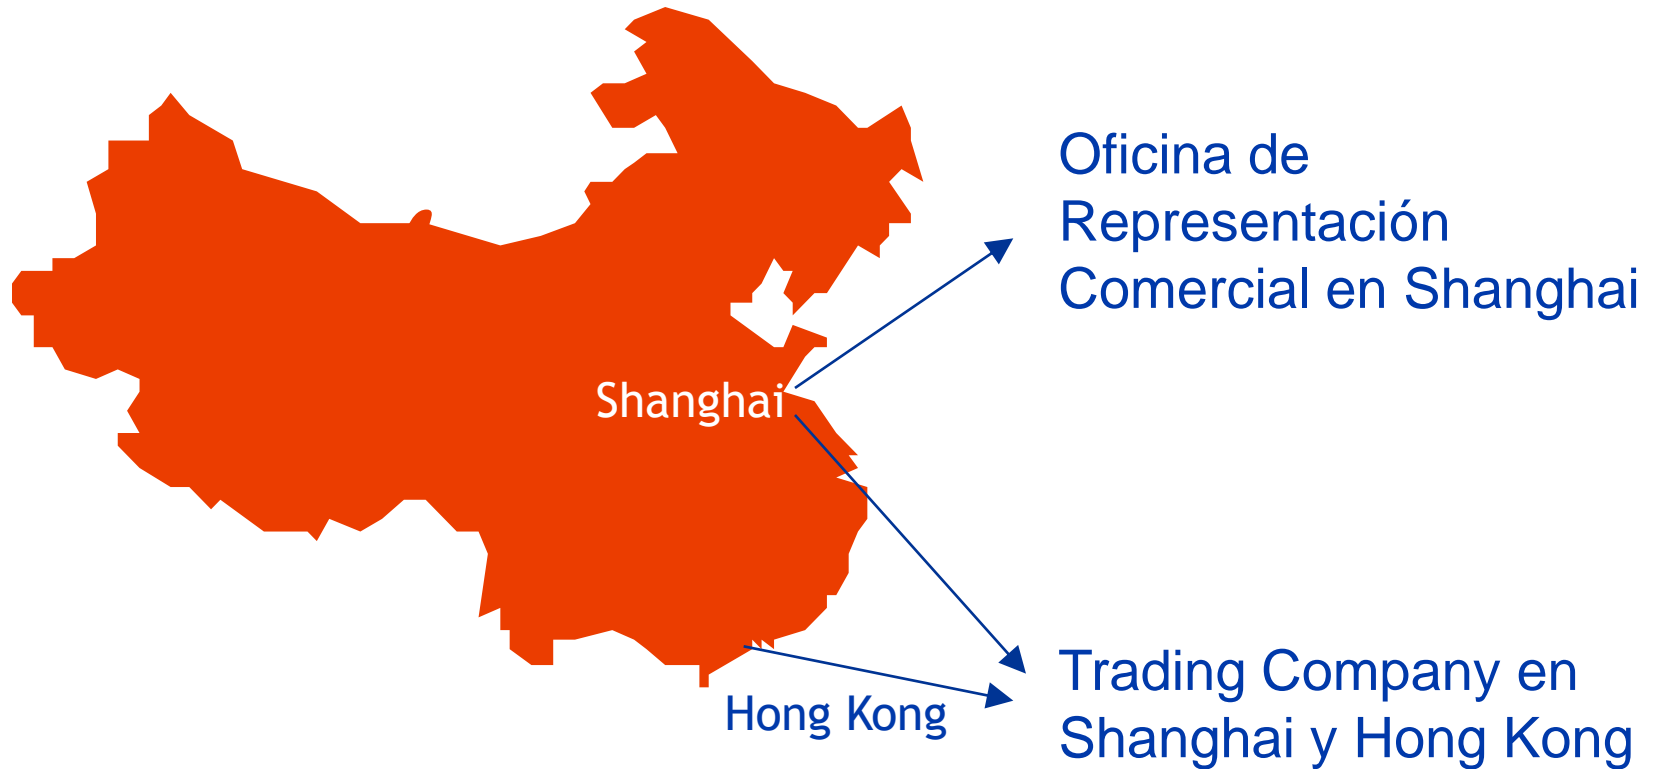 Oficina de
Representación
Comercial en Shanghai
Shanghai
Trading Company en
Shanghai y Hong Kong
Hong Kong